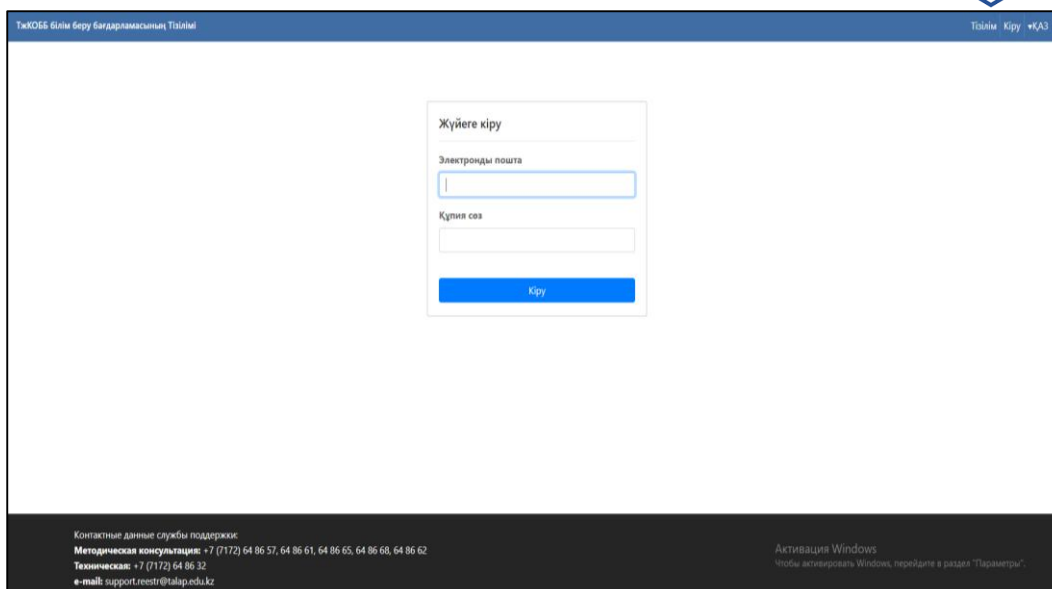 ТжКОББ білім беру бағдарламасының Тізілімі
Тізілім Кіру ▾ҚАЗ
Жүйеге кіру
Электронды пошта
Құпия сөз
Кіру
Контактные данные службы поддержки:
Методическая консультация: +7 (7172) 64 86 57, 64 86 61, 64 86 65, 64 86 68, 64 86 62
Техническая: +7 (7172) 64 86 32
e-mail: support.reestr@talap.edu.kz
Активация Windows
Чтобы активировать Windows, перейдите в раздел "Параметры".